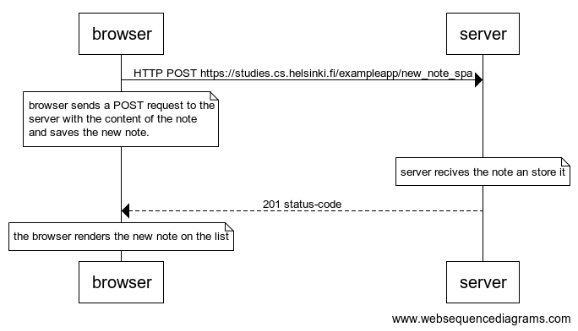 browser
server
HTTP POST https://studies.cs.helsinki.fi/exampleapp/new_note_spa
browser sends a POST request to the
server with the content of the note
and saves the new note.
server recives the note an store it
201 status-code
the browser renders the new note on the list
browser
server
www.websequencediagrams.com